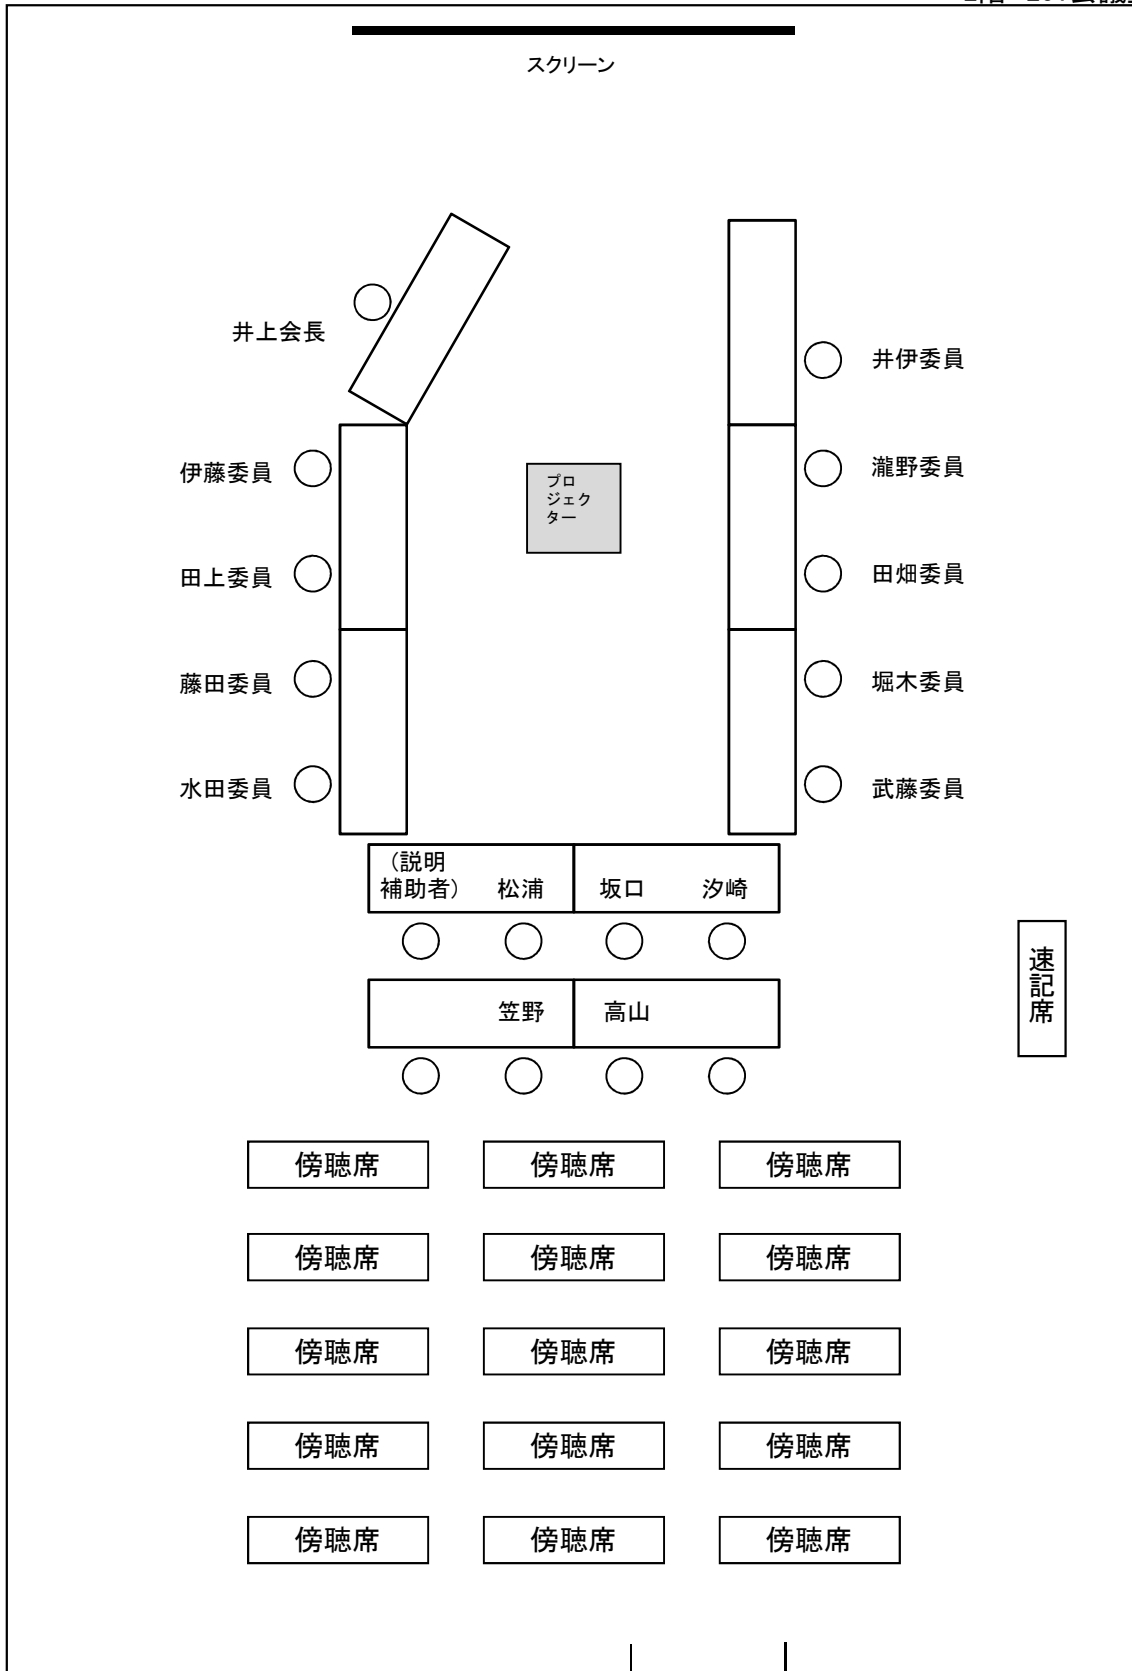 スクリーン
井上会長
井伊委員
伊藤委員
瀧野委員
プロ
ジェク
ター
田上委員
田畑委員
藤田委員
堀木委員
水田委員
武藤委員
(説明
補助者) 松浦 坂口 汐崎
速記席
笠野 高山
傍聴席 傍聴席 傍聴席
傍聴席 傍聴席 傍聴席
傍聴席 傍聴席 傍聴席
傍聴席 傍聴席 傍聴席
傍聴席 傍聴席 傍聴席